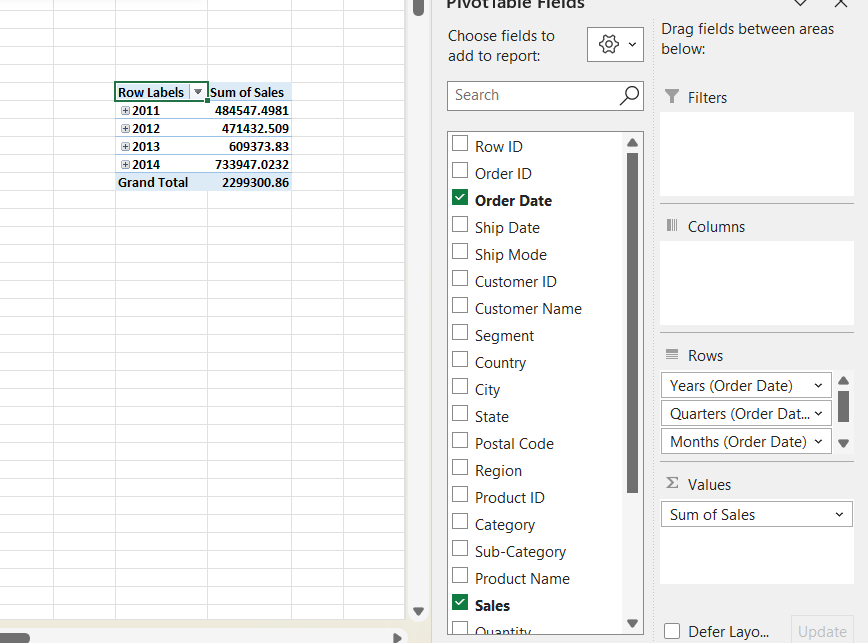 PivotTable Fields
Choose fields to
add to report:
Search
Row ID
Order ID
Order Date
Ship Date
Ship Mode
Customer ID
Customer Name
Segment
Country
City
State
Postal Code
Region
Product ID
Category
Sub-Category
Product Name
Sales
Quantity
Drag fields between areas
below:
Filters
Columns
Rows
Years (Order Date)
Quarters (Order Dat...
Months (Order Date)
Σ Values
Sum of Sales
Defer Layo...
Update
Row Labels Sum of Sales
2011 484547.4981
2012 471432.509
2013 609373.83
2014 733947.0232
Grand Total 2299300.86